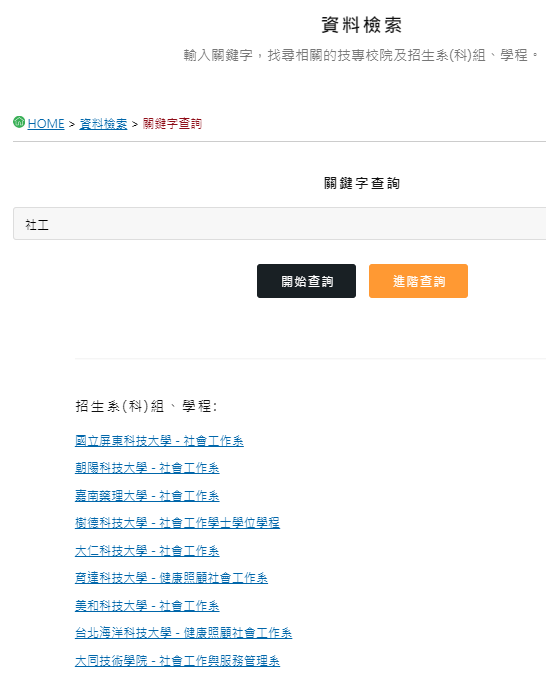 資料檢索
輸入關鍵字，找尋相關的技專校院及招生系(科)組、學程。
HOME > 資料檢索 > 關鍵字查詢
關鍵字查詢
社工
開始查詢 進階查詢
招生系(科)組、學程:
國立屏東科技大學 - 社會工作系
朝陽科技大學 - 社會工作系
嘉南藥理大學 - 社會工作系
樹德科技大學 - 社會工作學士學位學程
大仁科技大學 - 社會工作系
育達科技大學 - 健康照顧社會工作系
美和科技大學 - 社會工作系
台北海洋科技大學 - 健康照顧社會工作系
大同技術學院 - 社會工作與服務管理系